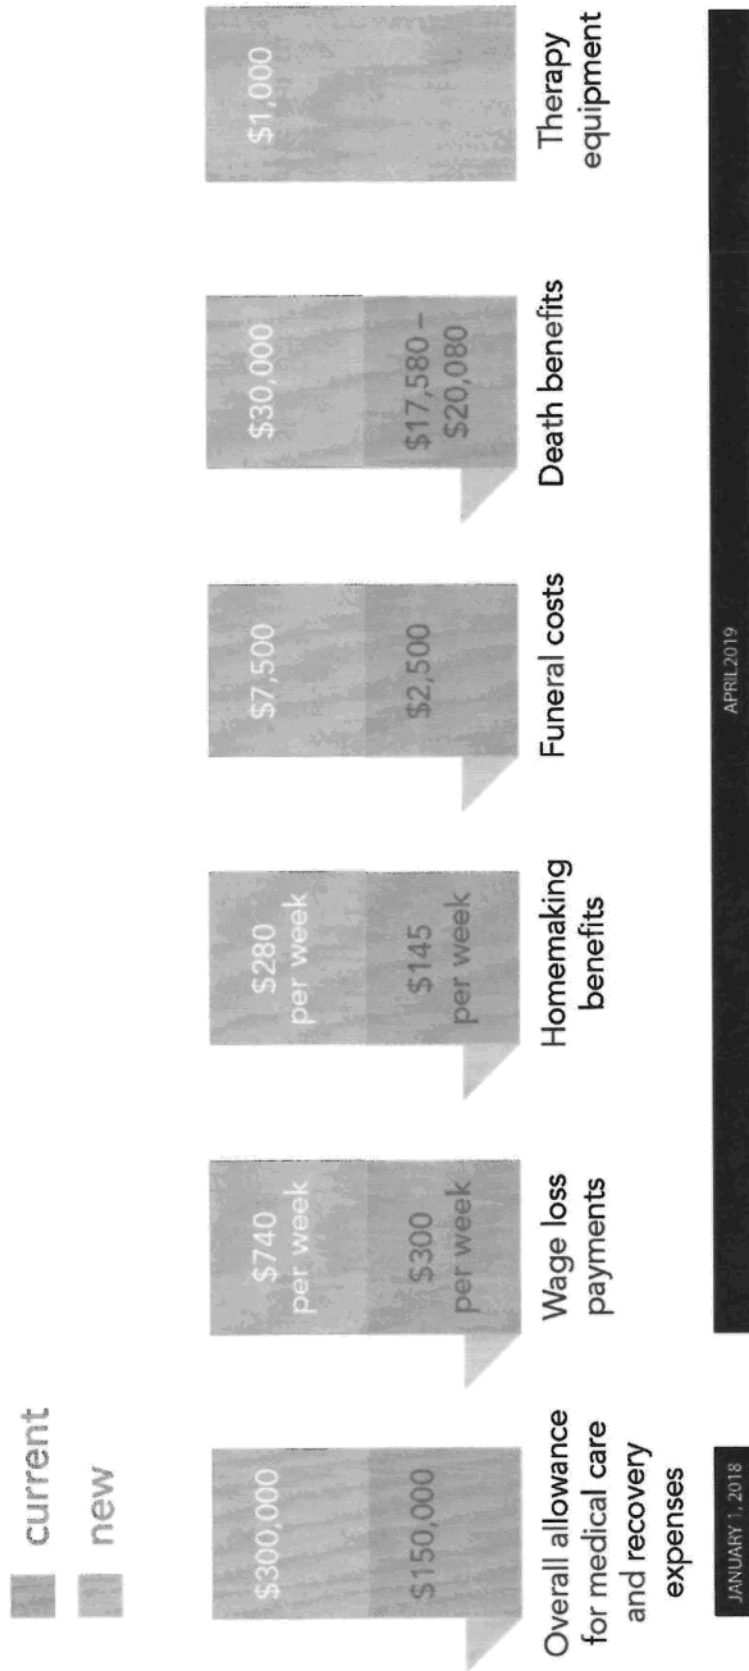 current
new
$300,000
$150,000
Overall allowance
for medical care
and recovery
expenses
$740
per week
$300
per week
Wage loss
payments
$280
per week
$145
per week
Homemaking
benefits
$7,500
$2,500
Funeral costs
$30,000
$17,580 –
$20,080
Death benefits
$1,000
Therapy
equipment
JANUARY 1, 2018
APRIL2019